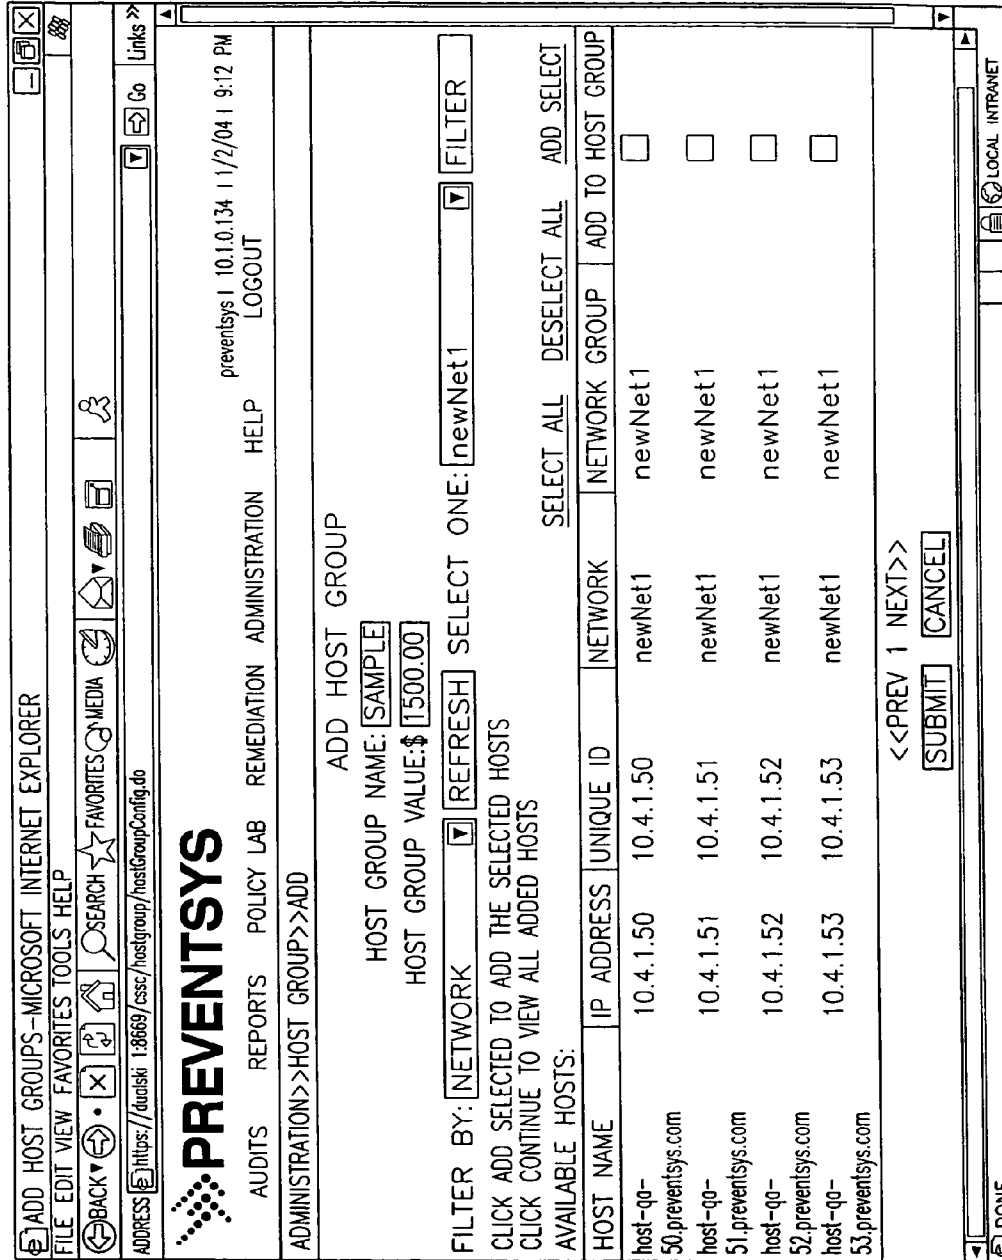 ADD HOST GROUPS-MICROSOFT INTERNET EXPLORER
FILE EDIT VIEW FAVORITES TOOLS HELP
BACK SEARCH FAVORITES MEDIA
ADDRESS https://dualski 1:8669/cssc/hostgroup/hostGroupConfig.do Go Links >>
PREVENTSYS
preventsys | 10.1.0.134 | 1/2/04 | 9:12 PM
AUDITS REPORTS POLICY LAB REMEDIATION ADMINISTRATION HELP LOGOUT
ADMINISTRATION>>HOST GROUP>>ADD
ADD HOST GROUP
HOST GROUP NAME: SAMPLE
HOST GROUP VALUE:$ 1500.00
FILTER BY: NETWORK REFRESH SELECT ONE: newNet1 FILTER
CLICK ADD SELECTED TO ADD THE SELECTED HOSTS
CLICK CONTINUE TO VIEW ALL ADDED HOSTS
AVAILABLE HOSTS: SELECT ALL DESELECT ALL ADD SELECT
HOST NAME IP ADDRESS UNIQUE ID NETWORK NETWORK GROUP ADD TO HOST GROUP
host-qa- 10.4.1.50 10.4.1.50 newNet1 newNet1
50.preventsys.com
host-qa- 10.4.1.51 10.4.1.51 newNet1 newNet1
51.preventsys.com
host-qa- 10.4.1.52 10.4.1.52 newNet1 newNet1
52.preventsys.com
host-qa- 10.4.1.53 10.4.1.53 newNet1 newNet1
53.preventsys.com
<<PREV 1 NEXT>>
SUBMIT CANCEL
DONE LOCAL INTRANET